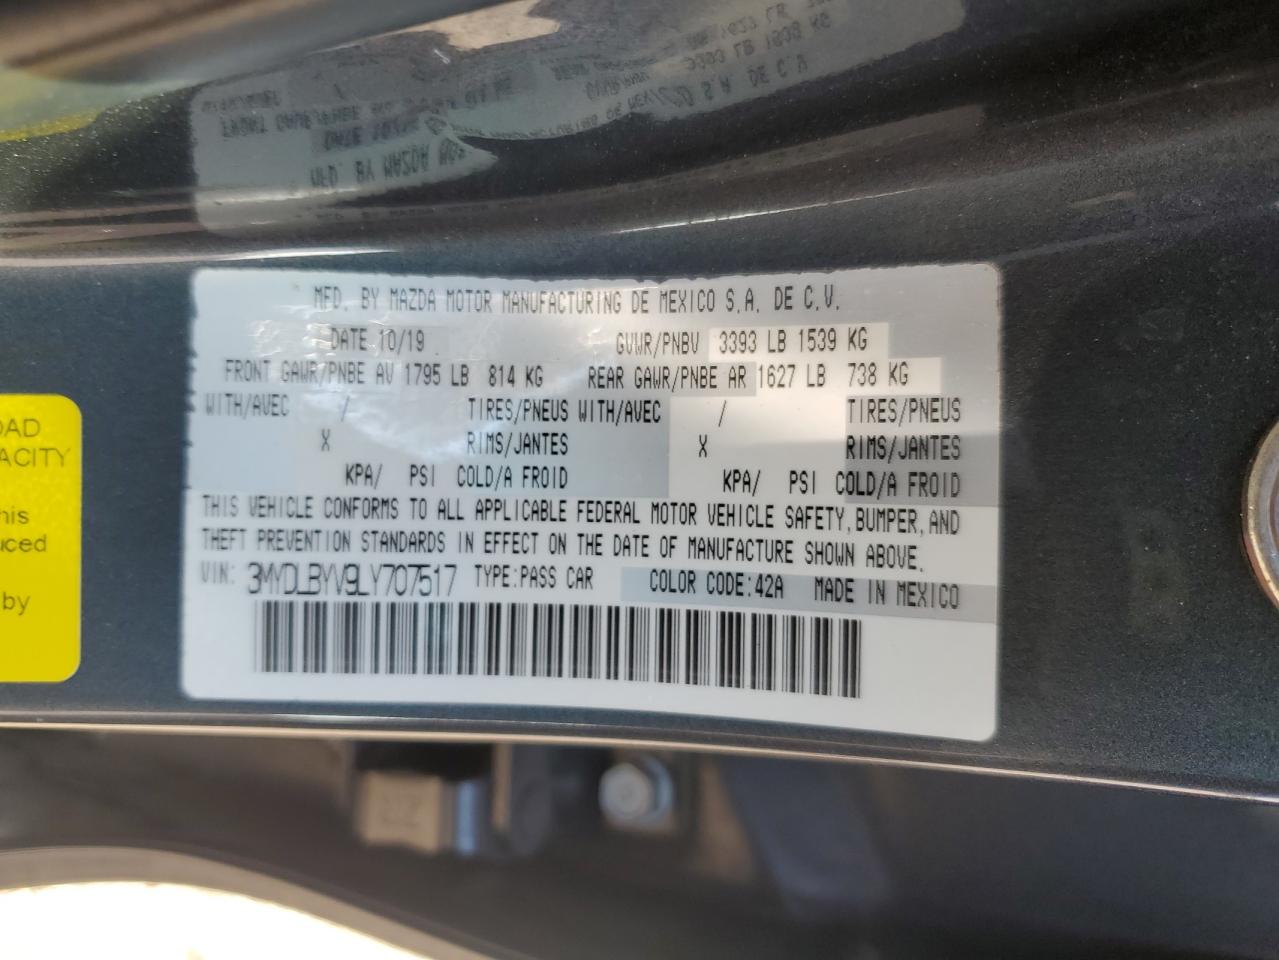 MFD. BY MAZDA MOTOR MANUFACTURING DE MEXICO S.A. DE C.V.
DATE 10/19 GVWR/PNBV 3393 LB 1539 KG
FRONT GAWR/PNBE AV 1795 LB 814 KG REAR GAWR/PNBE AR 1627 LB 738 KG
WITH/AVEC / TIRES/PNEUS WITH/AVEC / TIRES/PNEUS
X RIMS/JANTES X RIMS/JANTES
KPA/ PSI COLD/A FROID KPA/ PSI COLD/A FROID
THIS VEHICLE CONFORMS TO ALL APPLICABLE FEDERAL MOTOR VEHICLE SAFETY, BUMPER, AND
THEFT PREVENTION STANDARDS IN EFFECT ON THE DATE OF MANUFACTURE SHOWN ABOVE.
VIN: 3MYDLBYV9LY707517 TYPE:PASS CAR COLOR CODE:42A MADE IN MEXICO
OAD
ACITY
his
uced
by